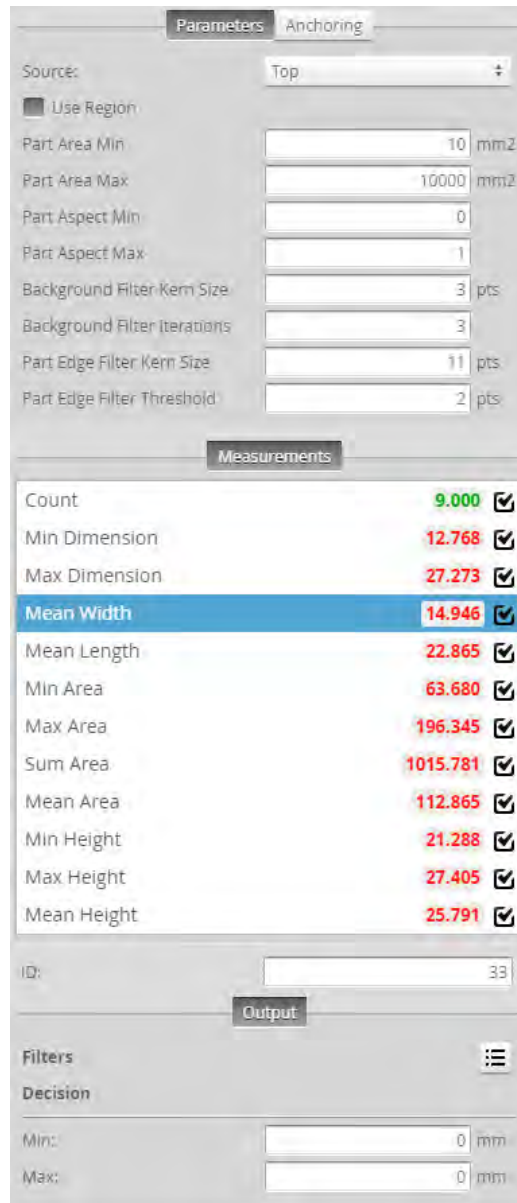 Parameters Anchoring
Source: Top
Use Region
Part Area Min 10 mm2
Part Area Max 10000 mm2
Part Aspect Min 0
Part Aspect Max 1
Background Filter Kern Size 3 pts
Background Filter Iterations 3
Part Edge Filter Kern Size 11 pts
Part Edge Filter Threshold 2 pts
Measurements
Count 9.000
Min Dimension 12.768
Max Dimension 27.273
Mean Width 14.946
Mean Length 22.865
Min Area 63.680
Max Area 196.345
Sum Area 1015.781
Mean Area 112.865
Min Height 21.288
Max Height 27.405
Mean Height 25.791
ID: 33
Output
Filters
Decision
Min: 0 mm
Max: 0 mm